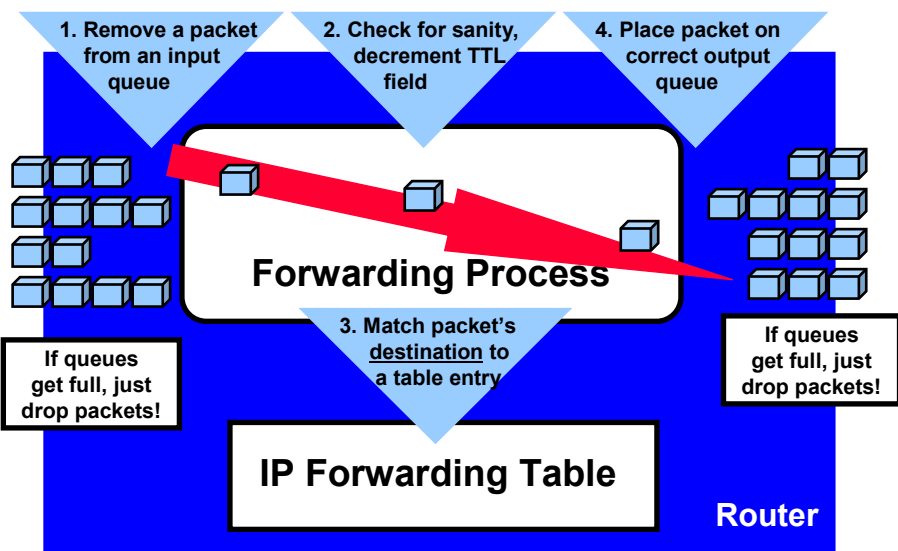 1. Remove a packet
from an input
queue
2. Check for sanity,
decrement TTL
field
4. Place packet on
correct output
queue
Forwarding Process
3. Match packet's
destination to
a table entry
If queues
get full, just
drop packets!
If queues
get full, just
drop packets!
IP Forwarding Table
Router